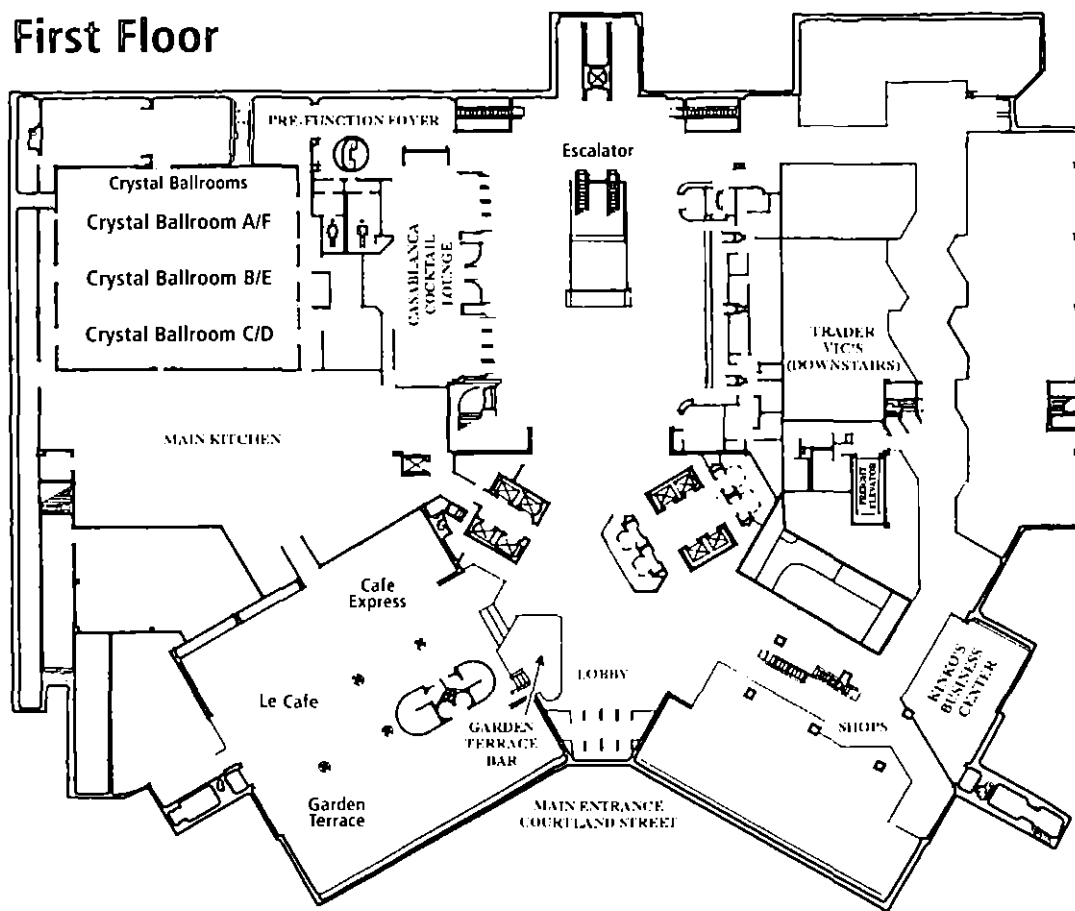 First Floor
PRE-FUNCTION FOYER
Escalator
Crystal Ballrooms
Crystal Ballroom A/F
Crystal Ballroom B/E
Crystal Ballroom C/D
CASABLANCA
COCKTAIL
LOUNGE
TRADER
VIC'S
(DOWNSTAIRS)
MAIN KITCHEN
FREIGHT
ELEVATOR
Cafe
Express
Le Cafe
Garden
Terrace
GARDEN
TERRACE
BAR
LOBBY
SHOPS
KINKO'S
BUSINESS
CENTER
MAIN ENTRANCE
COURTLAND STREET